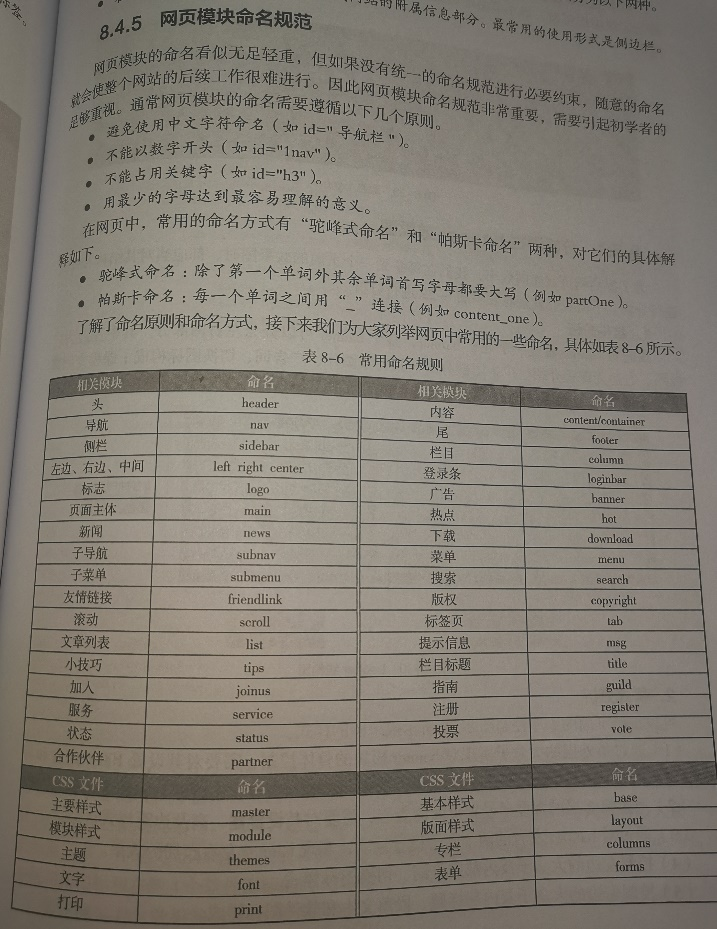 的附属信息部分。最常用的使用形式是侧边栏。
8.4.5 网页模块命名规范
网页模块的命名看似无足轻重，但如果没有统一的命名规范进行必要约束，随意的命名
就会使整个网站的后续工作很难进行。因此网页模块命名规范非常重要，需要引起初学者的
足够重视。通常网页模块的命名需要遵循以下几个原则。
● 避免使用中文字符命名（如 id=" 导航栏 "）。
● 不能以数字开头（如 id="1nav"）。
● 不能占用关键字（如 id="h3"）。
● 用最少的字母达到最容易理解的意义。
在网页中，常用的命名方式有“驼峰式命名”和“帕斯卡命名”两种，对它们的具体解
释如下。
● 驼峰式命名：除了第一个单词外其余单词首写字母都要大写（例如 partOne）。
● 帕斯卡命名：每一个单词之间用“_”连接（例如 content_one）。
了解了命名原则和命名方式，接下来我们为大家列举网页中常用的一些命名，具体如表 8-6 所示。
表 8-6 常用命名规则
相关模块 命名 相关模块 命名
头 header 内容 content/container
导航 nav 尾 footer
侧栏 sidebar 栏目 column
左边、右边、中间 left right center 登录条 loginbar
标志 logo 广告 banner
页面主体 main 热点 hot
新闻 news 下载 download
子导航 subnav 菜单 menu
子菜单 submenu 搜索 search
友情链接 friendlink 版权 copyright
滚动 scroll 标签页 tab
文章列表 list 提示信息 msg
小技巧 tips 栏目标题 title
加入 joinus 指南 guild
服务 service 注册 register
状态 status 投票 vote
合作伙伴 partner
CSS 文件 命名 CSS 文件 命名
主要样式 master 基本样式 base
模块样式 module 版面样式 layout
主题 themes 专栏 columns
文字 font 表单 forms
打印 print